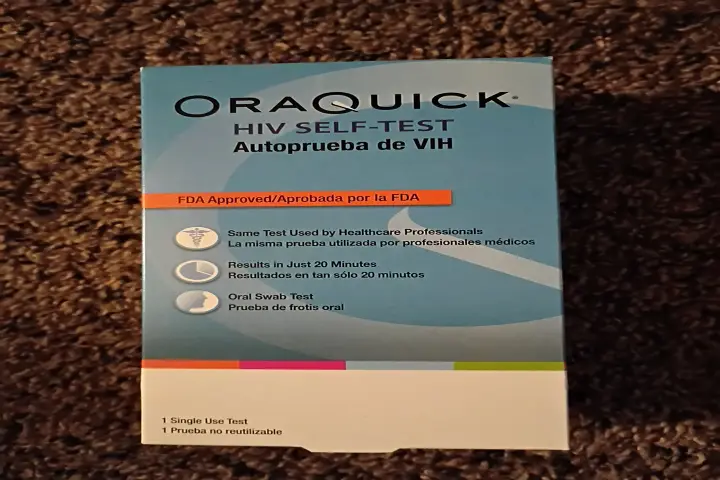 ORAQUICK®
HIV SELF-TEST
Autoprueba de VIH
FDA Approved/Aprobada por la FDA
Same Test Used by Healthcare Professionals
La misma prueba utilizada por profesionales médicos
Results in Just 20 Minutes
Resultados en tan sólo 20 minutos
Oral Swab Test
Prueba de frotis oral
1 Single Use Test
1 Prueba no reutilizable